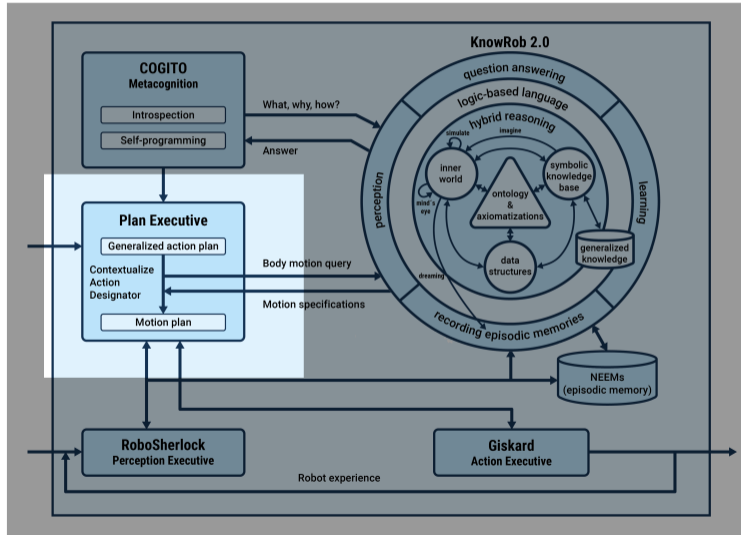 KnowRob 2.0
COGITO
Metacognition
Introspection
Self-programming
What, why, how?
Answer
question answering
logic-based language
hybrid reasoning
perception
learning
simulate
imagine
inner
world
mind's
eye
symbolic
knowledge
base
ontology
&
axiomatizations
data
structures
generalized
knowledge
dreaming
recording episodic memories
Plan Executive
Generalized action plan
Contextualize
Action
Designator
Motion plan
Body motion query
Motion specifications
NEEMs
(episodic memory)
RoboSherlock
Perception Executive
Giskard
Action Executive
Robot experience